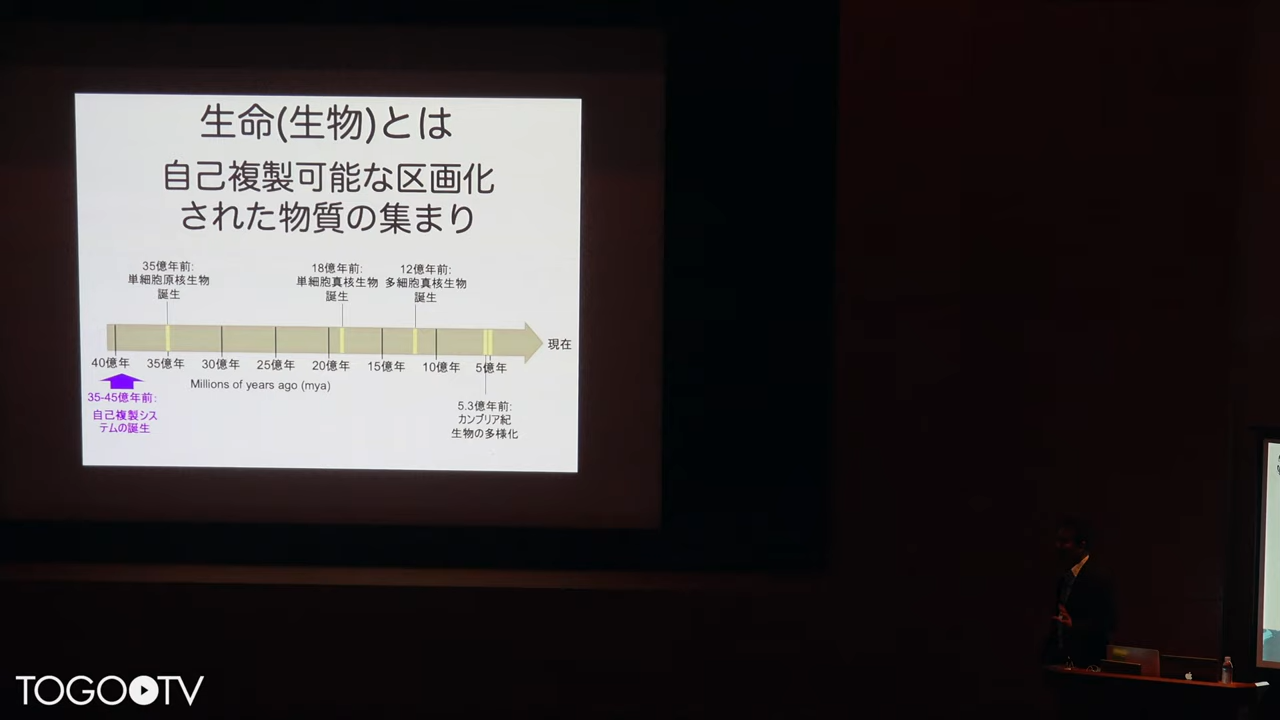 生命(生物)とは
自己複製可能な区画化
された物質の集まり
35億年前:
単細胞原核生物
誕生
18億年前:
単細胞真核生物
誕生
12億年前:
多細胞真核生物
誕生
現在
40億年 35億年 30億年 25億年 20億年 15億年 10億年 5億年
Millions of years ago (mya)
35-45億年前:
自己複製シス
テムの誕生
5.3億年前:
カンブリア紀
生物の多様化
TOGOTV